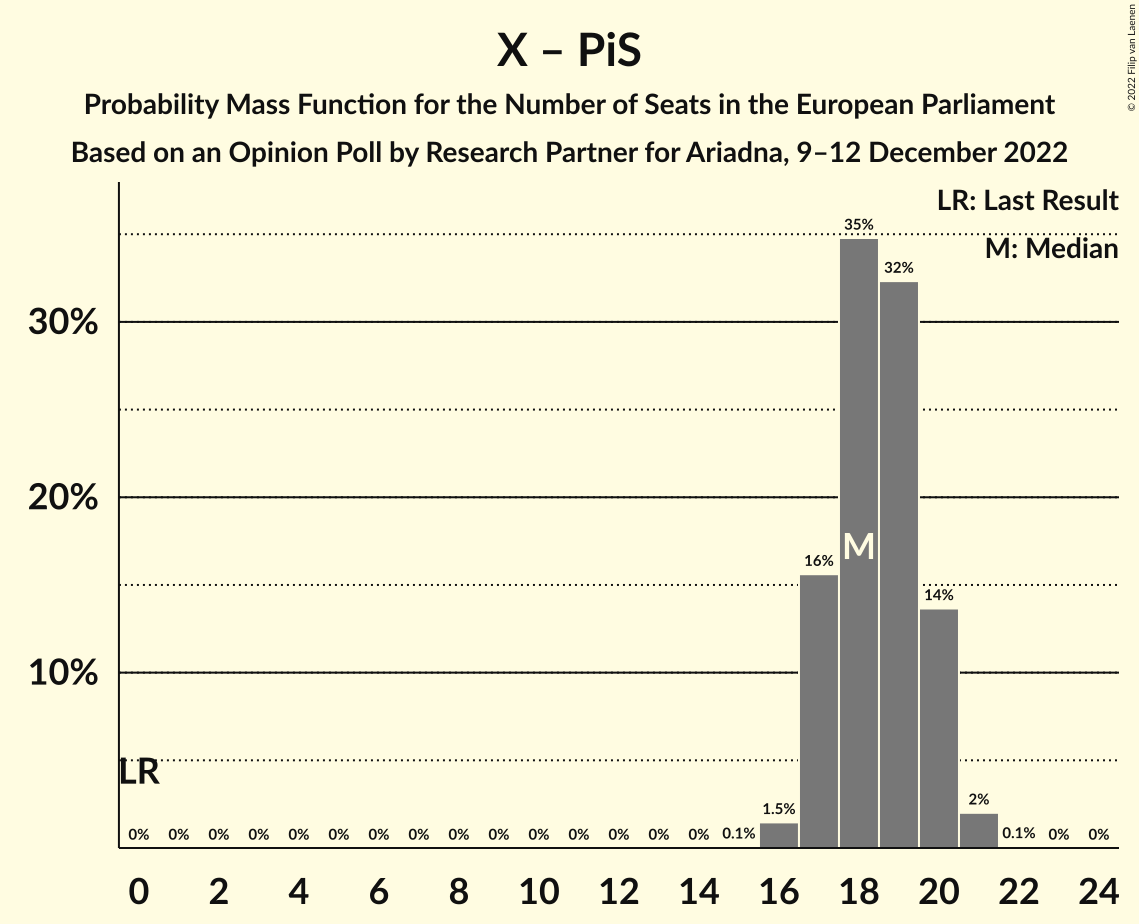 X – PiS
Probability Mass Function for the Number of Seats in the European Parliament
Based on an Opinion Poll by Research Partner for Ariadna, 9–12 December 2022
© 2022 Filip van Laenen
LR: Last Result
M: Median
35%
32%
30%
20%
M
16%
14%
10%
LR
1.5%
2%
0% 0% 0% 0% 0% 0% 0% 0% 0% 0% 0% 0% 0% 0% 0% 0.1% 0.1% 0% 0%
0 2 4 6 8 10 12 14 16 18 20 22 24